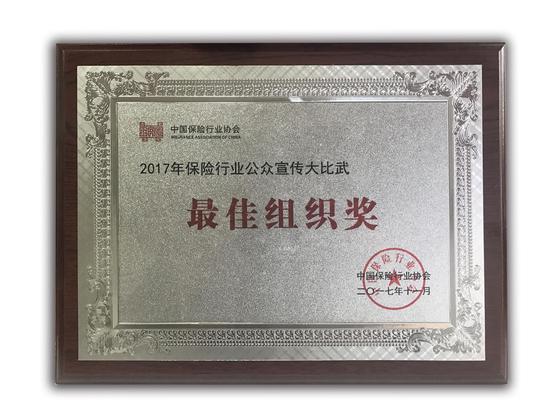 中国保险行业协会
INSURANCE ASSOCIATION OF CHINA
2017年保险行业公众宣传大比武
最佳组织奖
中国保险行业协会
二〇一七年十一月